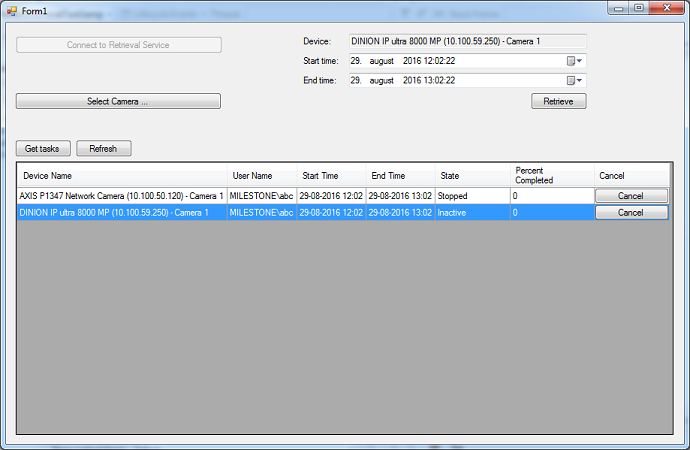 Form1
Connect to Retrieval Service
Device: DINION IP ultra 8000 MP (10.100.59.250) - Camera 1
Start time: 29. august 2016 12:02:22
End time: 29. august 2016 13:02:22
Select Camera ... Retrieve
Get tasks Refresh
Device Name User Name Start Time End Time State Percent Completed Cancel
AXIS P1347 Network Camera (10.100.50.120) - Camera 1 MILESTONE\abc 29-08-2016 12:02 29-08-2016 13:02 Stopped 0 Cancel
DINION IP ultra 8000 MP (10.100.59.250) - Camera 1 MILESTONE\abc 29-08-2016 12:02 29-08-2016 13:02 Inactive 0 Cancel